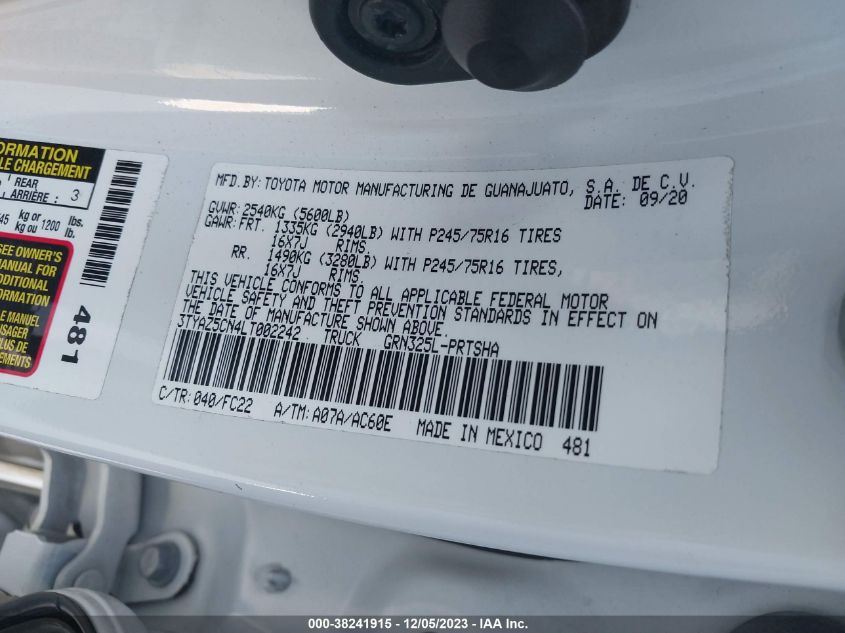 ORMATION
LE CHARGEMENT
REAR
ARRIÈRE : 3
45 kg or 1200 lbs.
kg ou lb.
SEE OWNER'S
MANUAL FOR
ADDITIONAL
FORMATION
LE MANUEL
USAGER
PLUS DE
EMENTS
481
MFD.BY:TOYOTA MOTOR MANUFACTURING DE GUANAJUATO, S.A. DE C.V.
DATE: 09/20
GVWR:2540KG (5600LB)
GAWR:FRT. 1335KG (2940LB) WITH P245/75R16 TIRES
16X7J RIMS,
RR. 1490KG (3280LB) WITH P245/75R16 TIRES,
16X7J RIMS.
THIS VEHICLE CONFORMS TO ALL APPLICABLE FEDERAL MOTOR
VEHICLE SAFETY AND THEFT PREVENTION STANDARDS IN EFFECT ON
THE DATE OF MANUFACTURE SHOWN ABOVE.
3TYAZ5CN4LT002242 TRUCK GRN325L-PRTSHA
C/TR:040/FC22 A/TM:A07A/AC60E MADE IN MEXICO 481
000-38241915 - 12/05/2023 - IAA Inc.